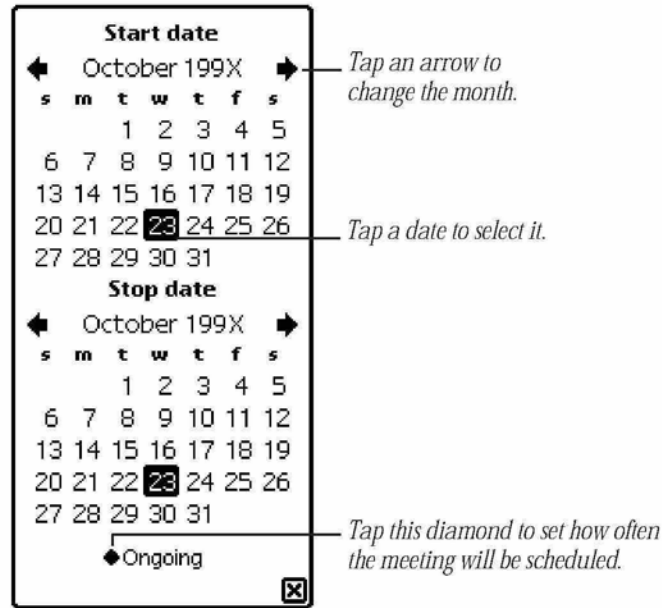 Start date
October 199X
s m t w t f s
1 2 3 4 5
6 7 8 9 10 11 12
13 14 15 16 17 18 19
20 21 22 23 24 25 26
27 28 29 30 31
Stop date
October 199X
s m t w t f s
1 2 3 4 5
6 7 8 9 10 11 12
13 14 15 16 17 18 19
20 21 22 23 24 25 26
27 28 29 30 31
Ongoing
Tap an arrow to
change the month.
Tap a date to select it.
Tap this diamond to set how often
the meeting will be scheduled.